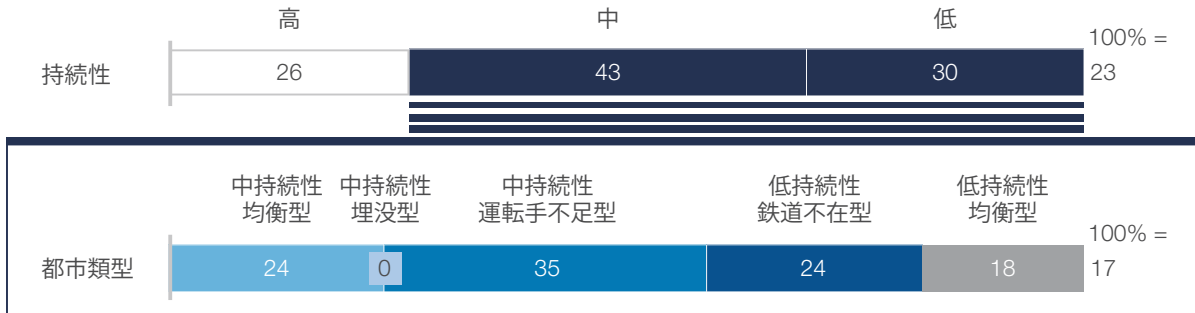 高 中 低
100% =
持続性 26 43 30 23
中持続性 中持続性 中持続性 低持続性 低持続性
均衡型 埋没型 運転手不足型 鉄道不在型 均衡型
100% =
都市類型 24 0 35 24 18 17